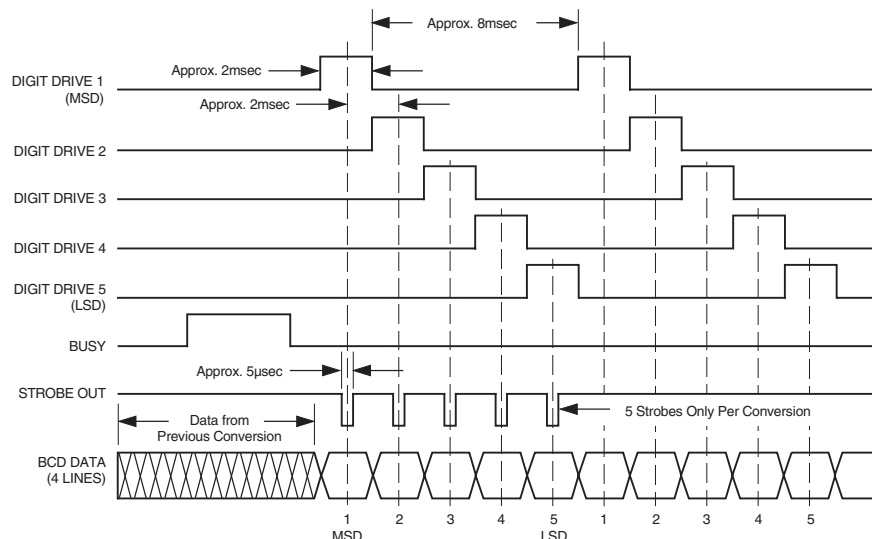 Approx. 8msec
Approx. 2msec
DIGIT DRIVE 1
(MSD)
Approx. 2msec
DIGIT DRIVE 2
DIGIT DRIVE 3
DIGIT DRIVE 4
DIGIT DRIVE 5
(LSD)
BUSY
Approx. 5µsec
STROBE OUT
5 Strobes Only Per Conversion
Data from
Previous Conversion
BCD DATA
(4 LINES)
1 2 3 4 5 1 2 3 4 5
MSD LSD